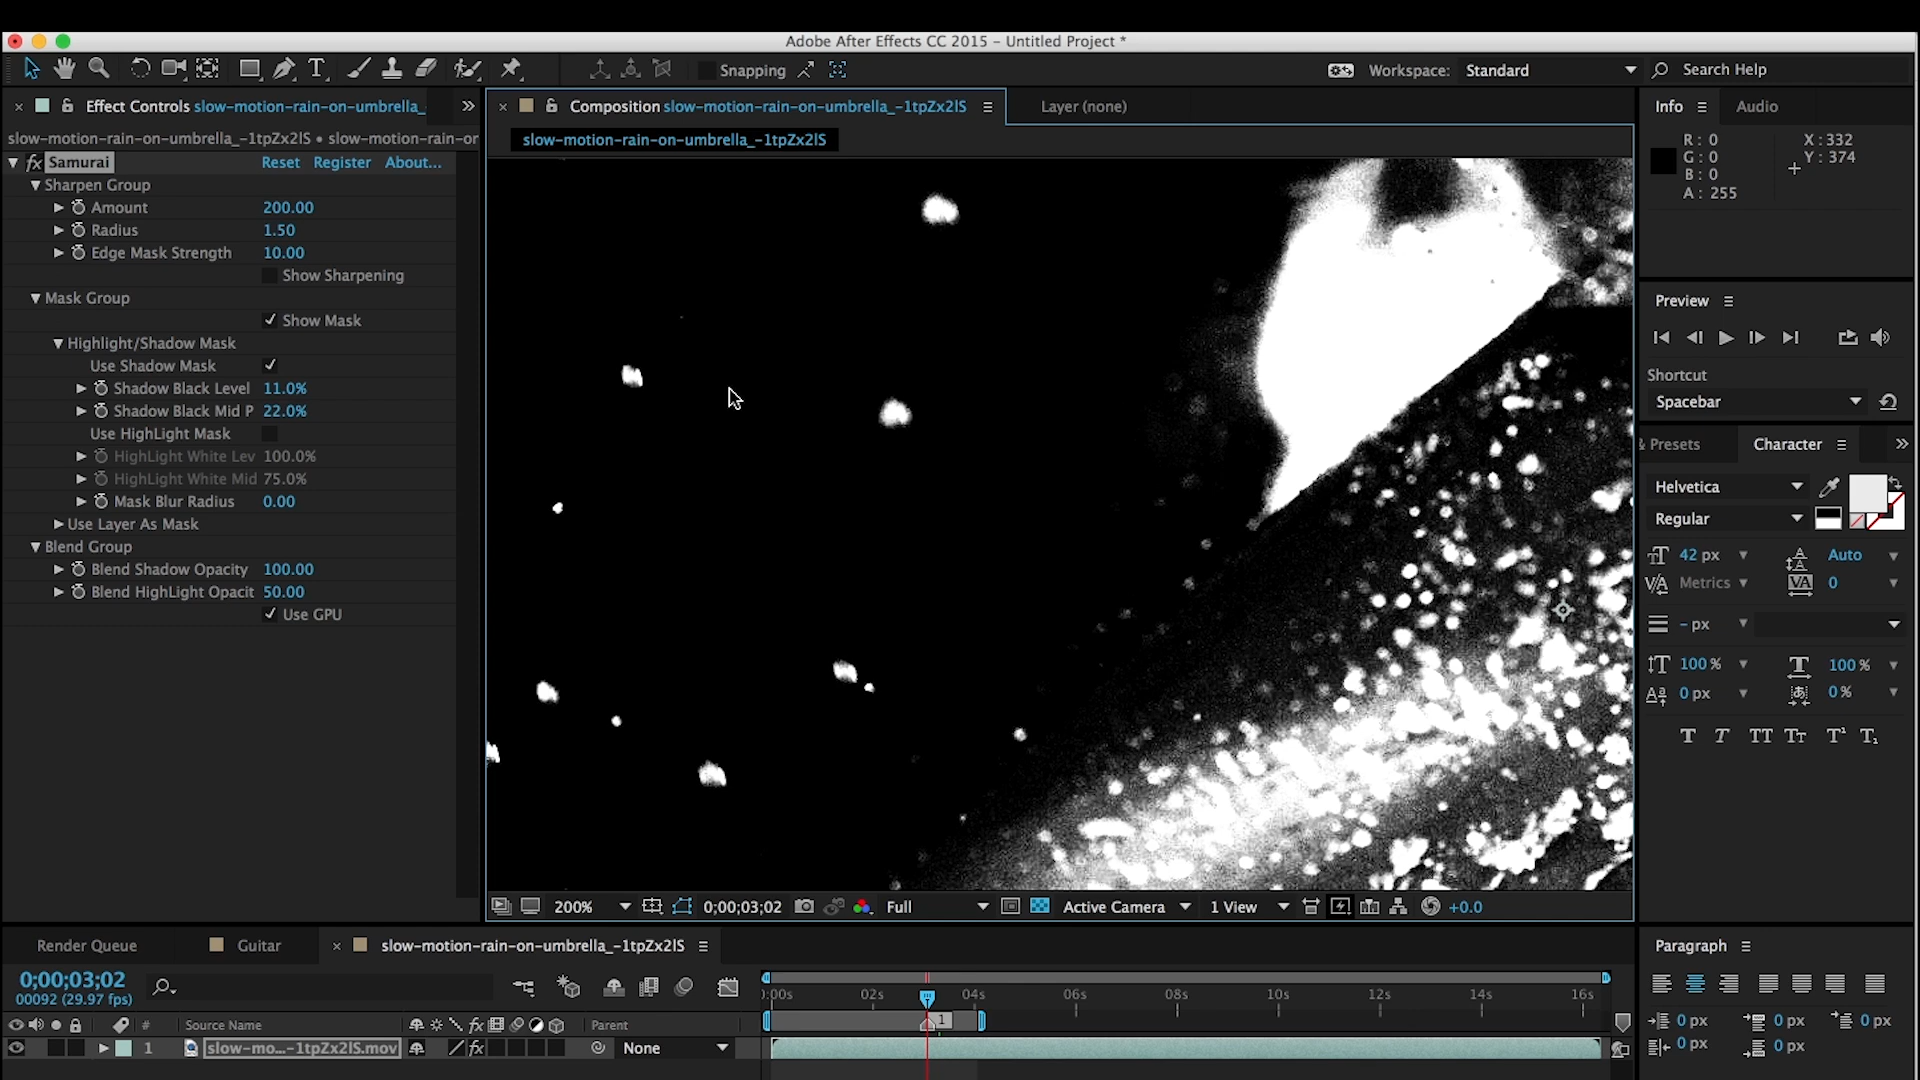 Adobe After Effects CC 2015 – Untitled Project *
Snapping
Workspace: Standard
Search Help
Effect Controls slow-motion-rain-on-umbrella_-
Composition slow-motion-rain-on-umbrella_-1tpZx2lS
Layer (none)
Info
Audio
slow-motion-rain-on-umbrella_-1tpZx2lS • slow-motion-rain-or
slow-motion-rain-on-umbrella_-1tpZx2lS
R: 0
G: 0
B: 0
A: 255
X: 332
Y: 374
fx Samurai Reset Register About...
Sharpen Group
Amount 200.00
Radius 1.50
Edge Mask Strength 10.00
Show Sharpening
Mask Group
Show Mask
Highlight/Shadow Mask
Use Shadow Mask
Shadow Black Level 11.0%
Shadow Black Mid P 22.0%
Use HighLight Mask
HighLight White Lev 100.0%
HighLight White Mid 75.0%
Mask Blur Radius 0.00
Use Layer As Mask
Blend Group
Blend Shadow Opacity 100.00
Blend HighLight Opacit 50.00
Use GPU
Preview
Shortcut
Spacebar
& Presets
Character
Helvetica
Regular
42 px
Auto
Metrics
0
- px
100 %
100 %
0 px
0 %
T T TT Tт T¹ T₁
200%
0;00;03;02
Full
Active Camera
1 View
+0.0
Render Queue
Guitar
slow-motion-rain-on-umbrella_-1tpZx2lS
Paragraph
0 px
0 px
0 px
0 px
0 px
0;00;03;02
00092 (29.97 fps)
):00s 02s 04s 06s 08s 10s 12s 14s 16s
1
# Source Name
fx
Parent
1 slow-mo...-1tpZx2lS.mov
fx
None